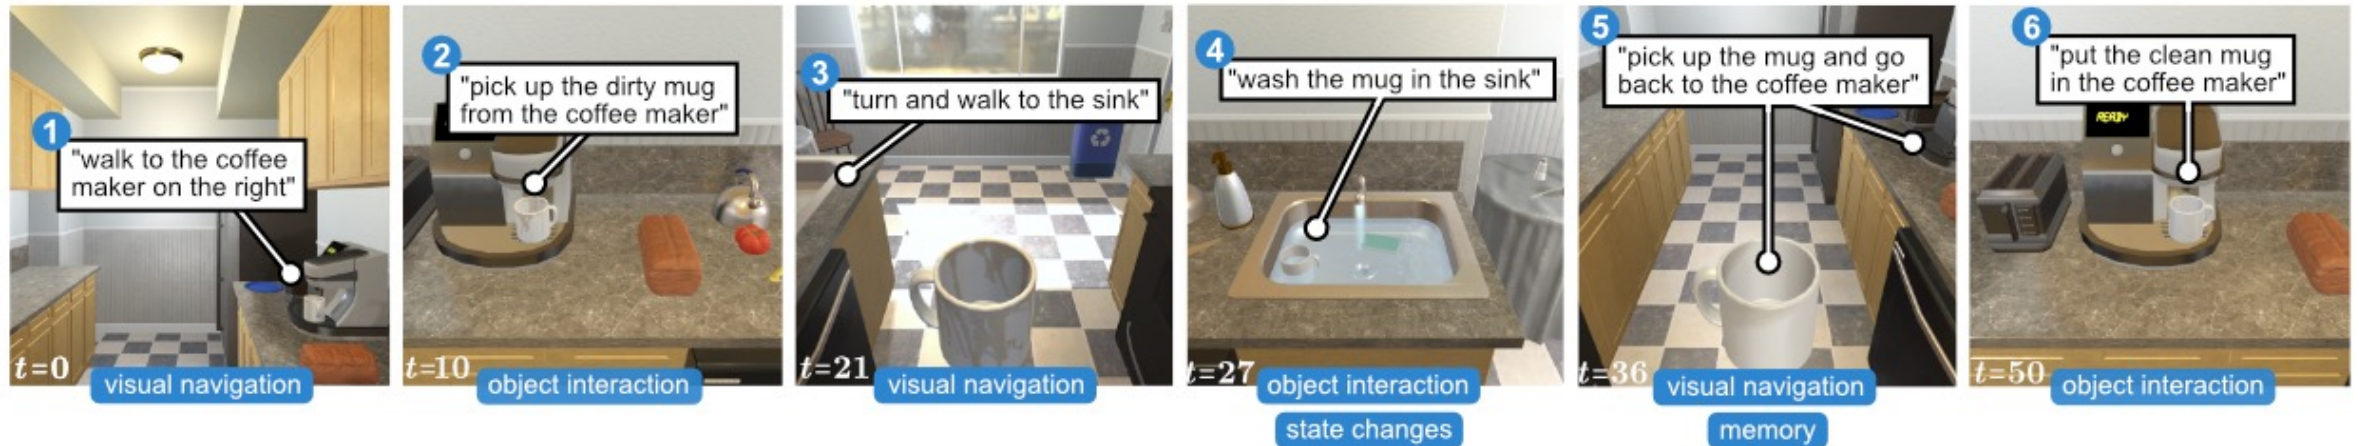 1
"walk to the coffee
maker on the right"
t=0
visual navigation
2
"pick up the dirty mug
from the coffee maker"
t=10
object interaction
3
"turn and walk to the sink"
t=21
visual navigation
4
"wash the mug in the sink"
t=27
object interaction
state changes
5
"pick up the mug and go
back to the coffee maker"
t=36
visual navigation
memory
6
"put the clean mug
in the coffee maker"
READY
t=50
object interaction